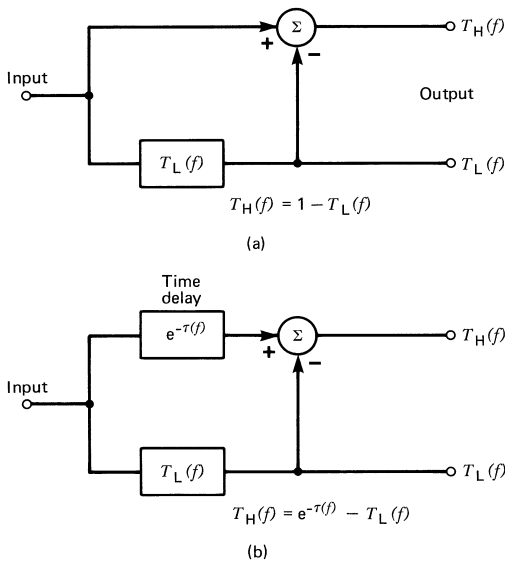 Σ
T_H(f)
+
−
Input
Output
T_L(f)
T_L(f)
T_H(f) = 1 − T_L(f)
(a)
Time
delay
e^{-τ(f)}
Σ
T_H(f)
+
−
Input
T_L(f)
T_L(f)
T_H(f) = e^{-τ(f)} − T_L(f)
(b)